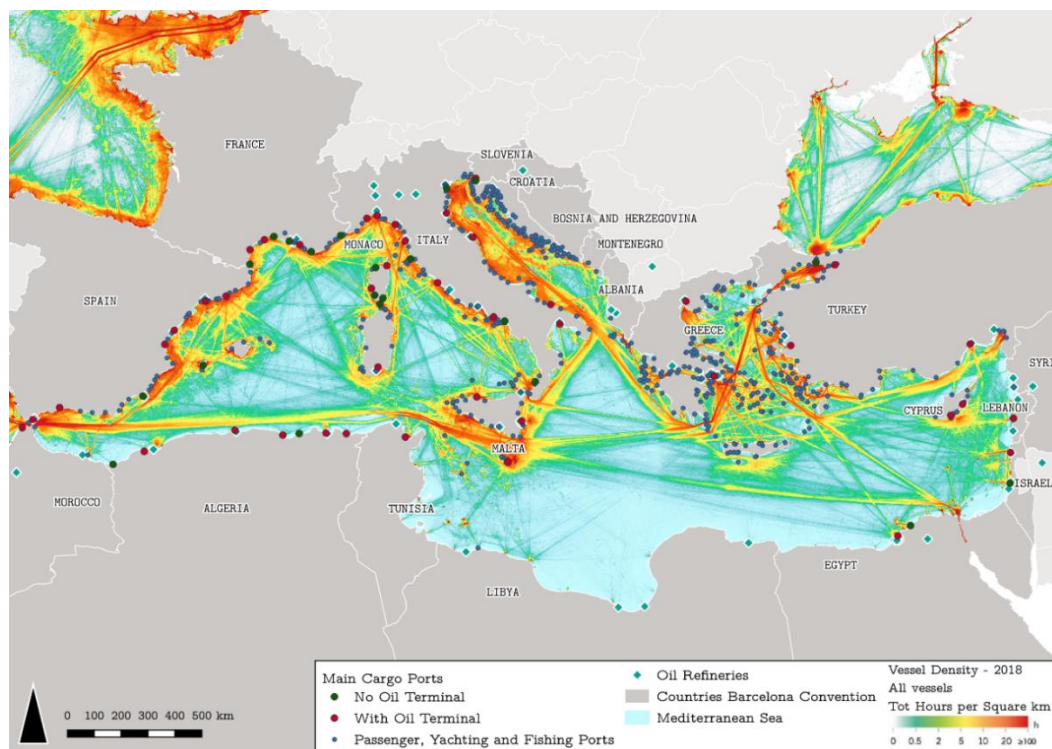 SLOVENIA
FRANCE
CROATIA
BOSNIA AND HERZEGOVINA
MONACO
ITALY
MONTENEGRO
ALBANIA
SPAIN
GREECE
TURKEY
SYRI
CYPRUS
LEBANON
MALTA
ISRAEL
MOROCCO
ALGERIA
TUNISIA
EGYPT
LIBYA
Main Cargo Ports
No Oil Terminal
With Oil Terminal
Passenger, Yachting and Fishing Ports
Oil Refineries
Countries Barcelona Convention
Mediterranean Sea
Vessel Density - 2018
All vessels
Tot Hours per Square km
h
0 0.5 2 5 10 20 ≥100
0 100 200 300 400 500 km